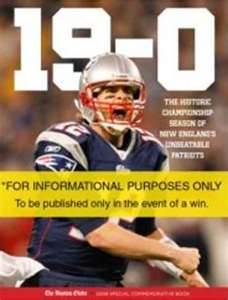 19-0
THE HISTORIC
CHAMPIONSHIP
SEASON OF
NEW ENGLAND'S
UNBEATABLE
PATRIOTS
12
*FOR INFORMATIONAL PURPOSES ONLY
To be published only in the event of a win.
The Boston Globe
2008 SPECIAL COMMEMORATIVE BOOK